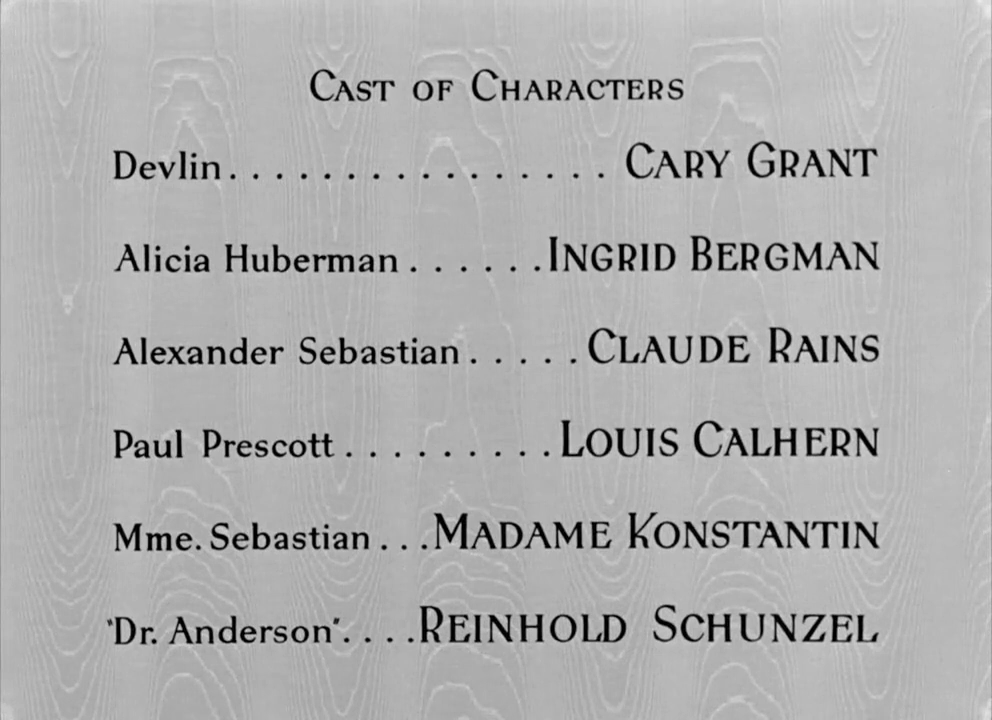 Cast of Characters
Devlin................ Cary Grant
Alicia Huberman......Ingrid Bergman
Alexander Sebastian.....Claude Rains
Paul Prescott.........Louis Calhern
Mme. Sebastian...Madame Konstantin
"Dr. Anderson"....Reinhold Schunzel